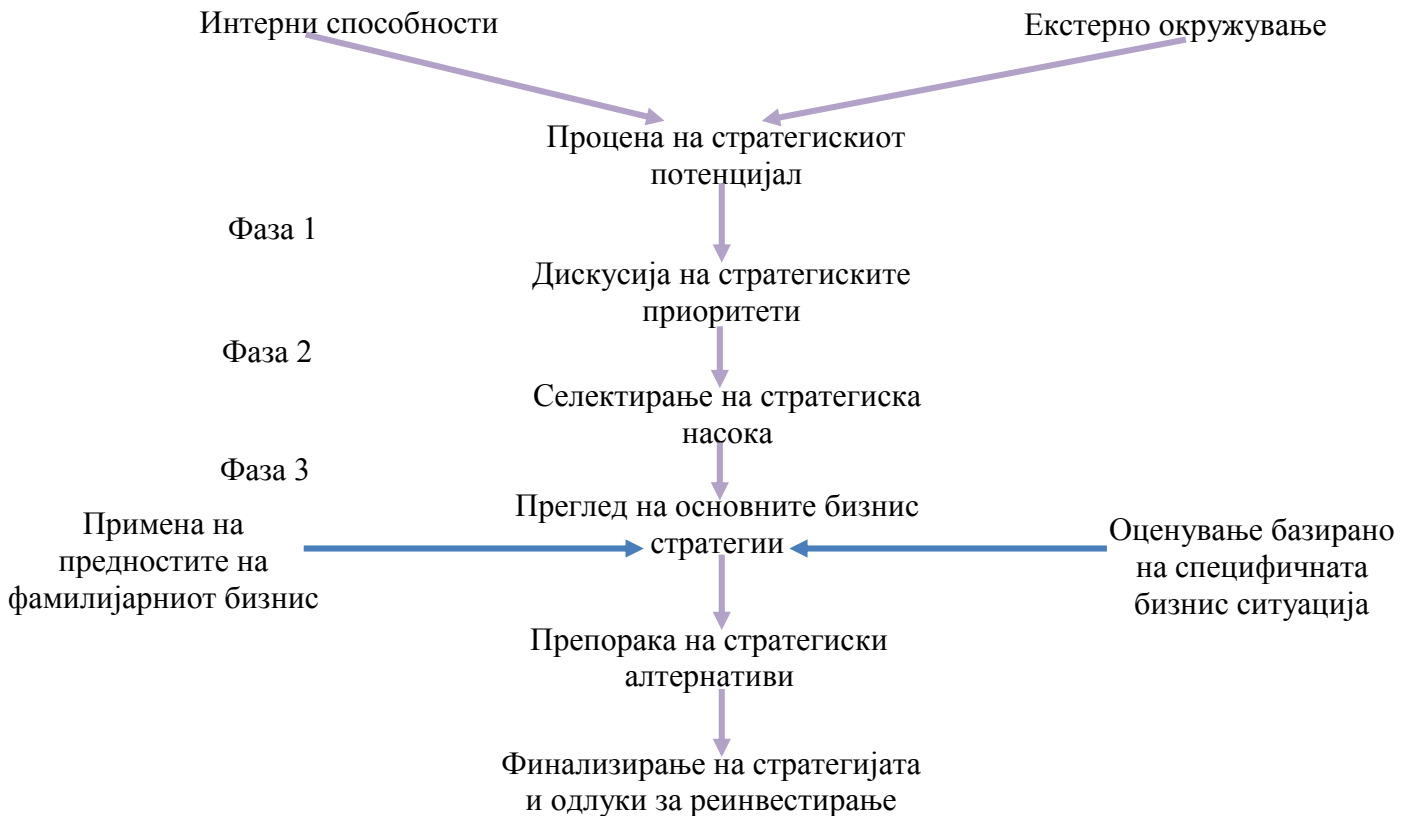 Интерни способности
Екстерно окружување
Процена на стратегискиот
потенцијал
Фаза 1
Дискусија на стратегиските
приоритети
Фаза 2
Селектирање на стратегиска
насока
Фаза 3
Преглед на основните бизнис
стратегии
Примена на
предностите на
фамилијарниот бизнис
Оценување базирано
на специфичната
бизнис ситуација
Препорака на стратегиски
алтернативи
Финализирање на стратегијата
и одлуки за реинвестирање